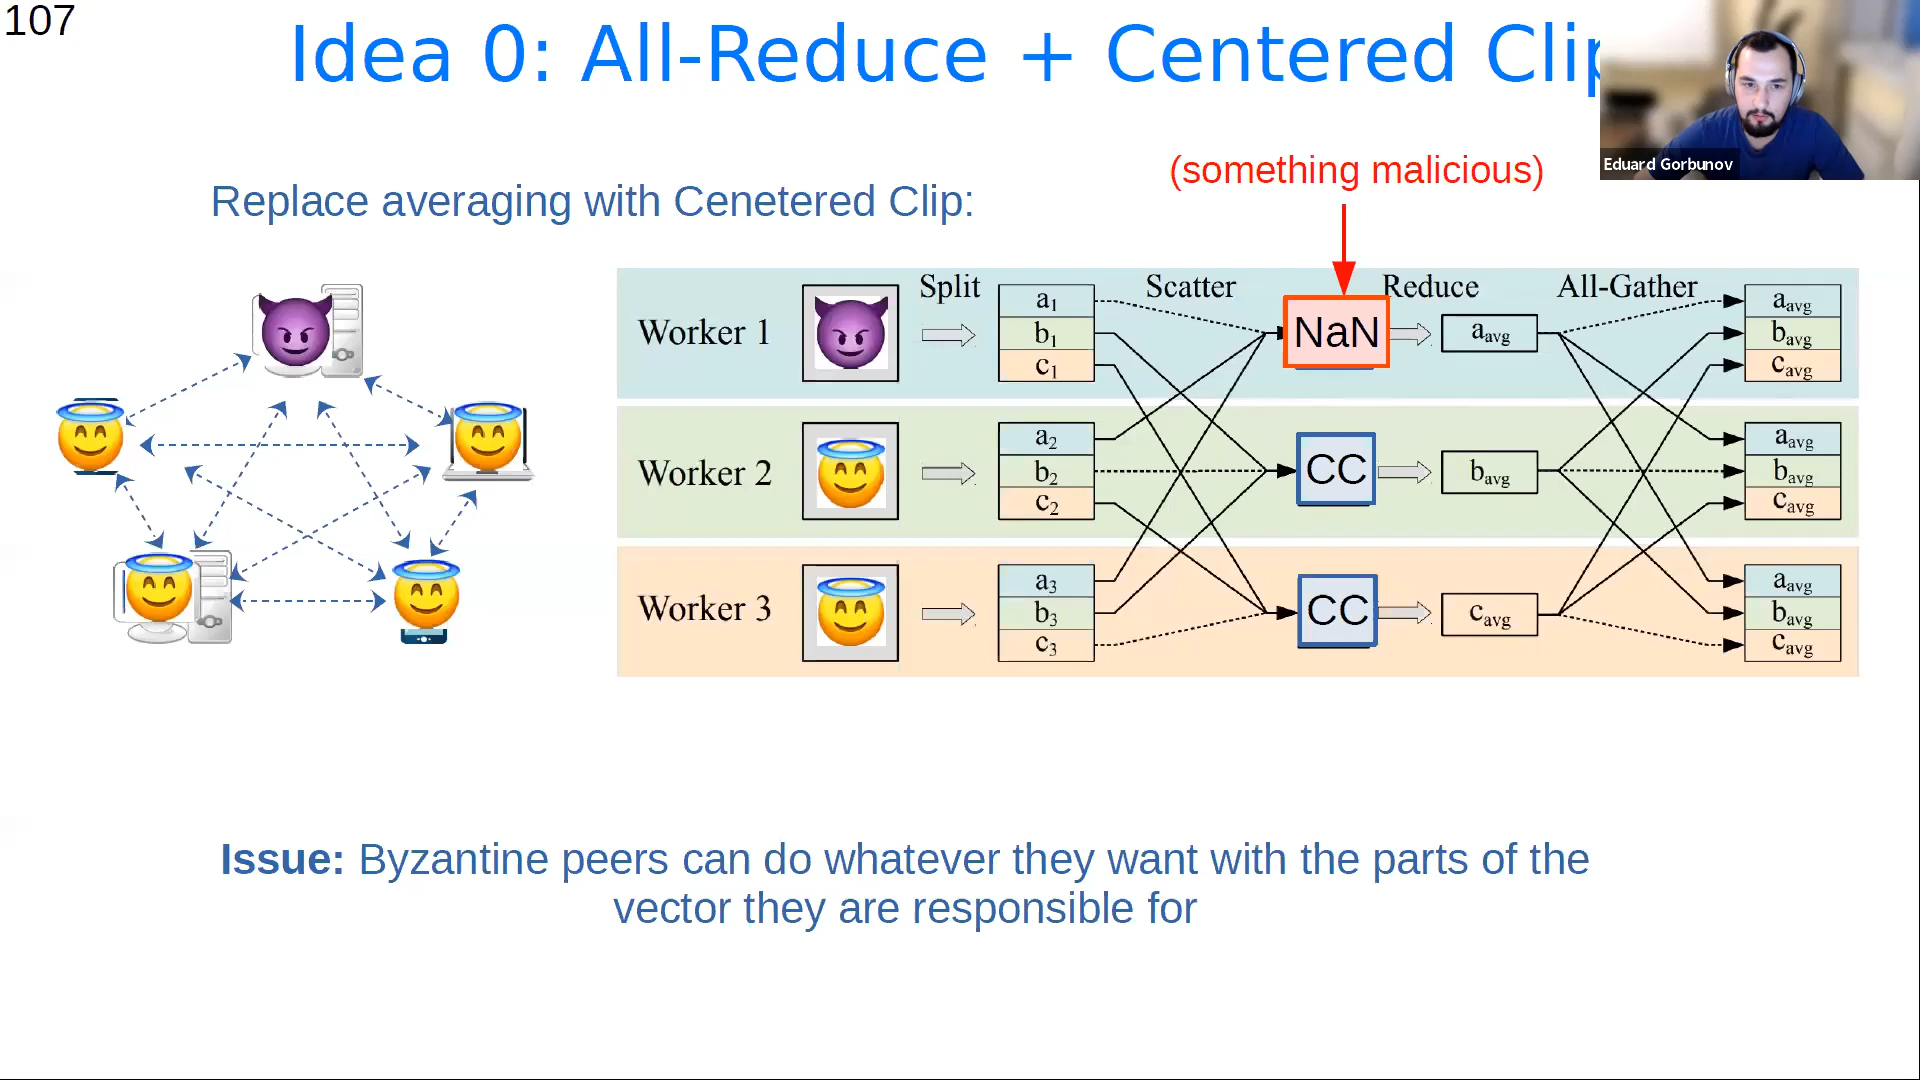 107
Idea 0: All-Reduce + Centered Clip
Eduard Gorbunov
(something malicious)
Replace averaging with Cenetered Clip:
Split Scatter Reduce All-Gather
Worker 1
a1
b1
c1
NaN
aavg
aavg
bavg
cavg
Worker 2
a2
b2
c2
CC
bavg
aavg
bavg
cavg
Worker 3
a3
b3
c3
CC
cavg
aavg
bavg
cavg
Issue: Byzantine peers can do whatever they want with the parts of the
vector they are responsible for